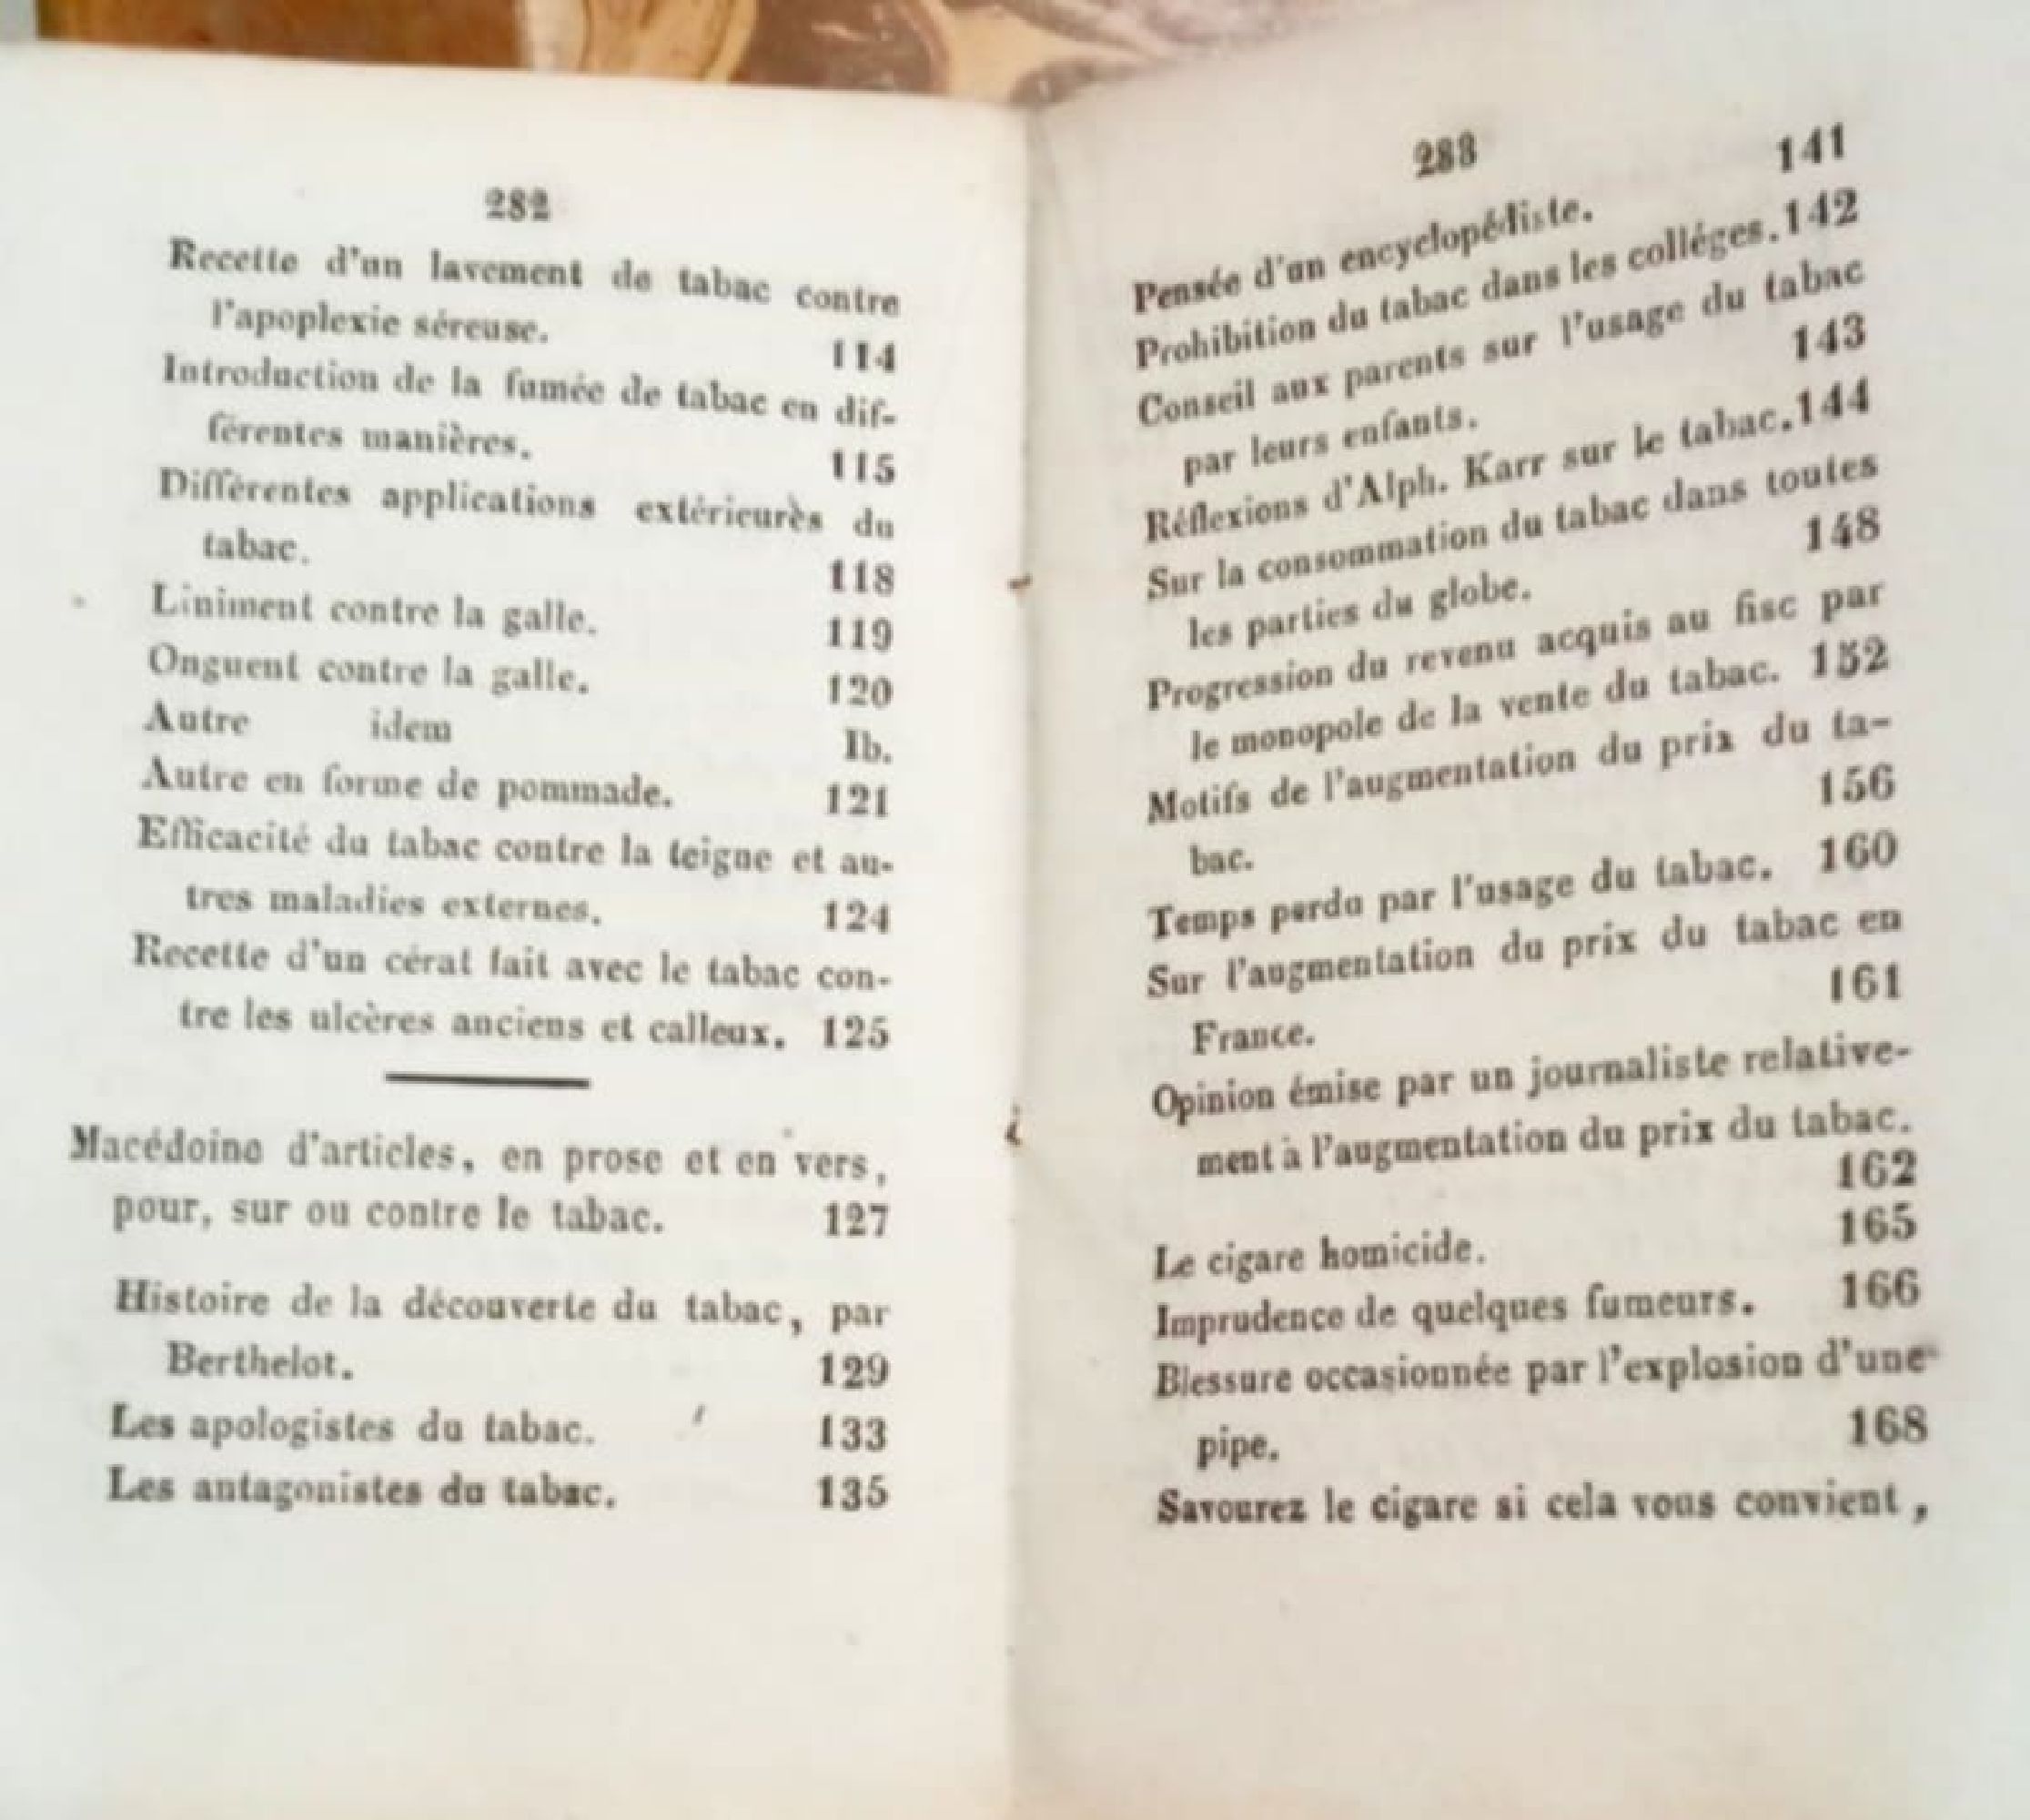 282
Recette d'un lavement de tabac contre
l'apoplexie séreuse. 114
Introduction de la fumée de tabac en dif-
férentes manières. 115
Différentes applications extérieurès du
tabac. 118
Liniment contre la galle. 119
Onguent contre la galle. 120
Autre idem Ib.
Autre en forme de pommade. 121
Efficacité du tabac contre la teigne et au-
tres maladies externes. 124
Recette d'un cérat fait avec le tabac con-
tre les ulcères anciens et calleux. 125
Macédoine d'articles, en prose et en vers,
pour, sur ou contre le tabac. 127
Histoire de la découverte du tabac, par
Berthelot. 129
Les apologistes du tabac. 133
Les antagonistes du tabac. 135
283
Pensée d'un encyclopédiste. 141
Prohibition du tabac dans les colléges. 142
Conseil aux parents sur l'usage du tabac
par leurs enfants. 143
Réflexions d'Alph. Karr sur le tabac. 144
Sur la consommation du tabac dans toutes
les parties du globe. 148
Progression du revenu acquis au fisc par
le monopole de la vente du tabac. 152
Motifs de l'augmentation du prix du ta-
bac. 156
Temps perdu par l'usage du tabac. 160
Sur l'augmentation du prix du tabac en
France. 161
Opinion émise par un journaliste relative-
ment à l'augmentation du prix du tabac.
162
Le cigare homicide. 165
Imprudence de quelques fumeurs. 166
Blessure occasionnée par l'explosion d'une
pipe. 168
Savourez le cigare si cela vous convient,